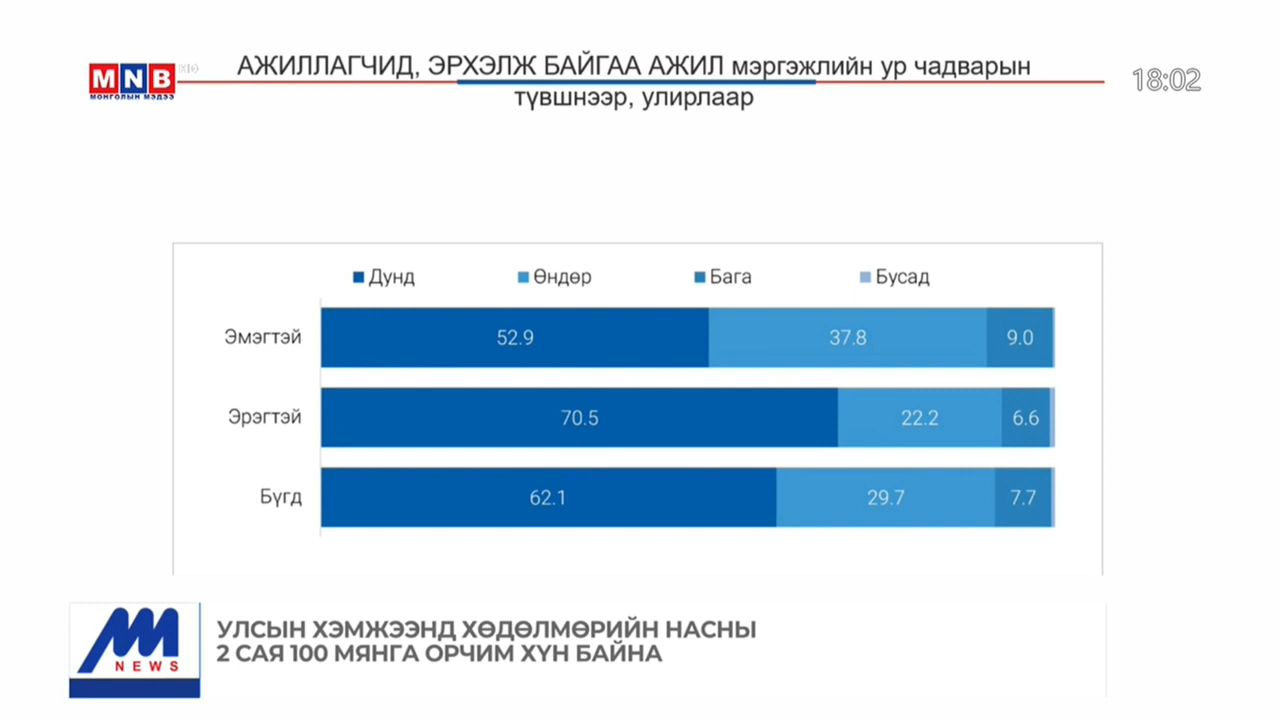 MNB
МОНГОЛЫН МЭДЭЭ
АЖИЛЛАГЧИД, ЭРХЭЛЖ БАЙГАА АЖИЛ мэргэжлийн ур чадварын
түвшнээр, улирлаар
18:02
Дунд Өндөр Бага Бусад
Эмэгтэй 52.9 37.8 9.0
Эрэгтэй 70.5 22.2 6.6
Бүгд 62.1 29.7 7.7
NEWS
УЛСЫН ХЭМЖЭЭНД ХӨДӨЛМӨРИЙН НАСНЫ
2 САЯ 100 МЯНГА ОРЧИМ ХҮН БАЙНА